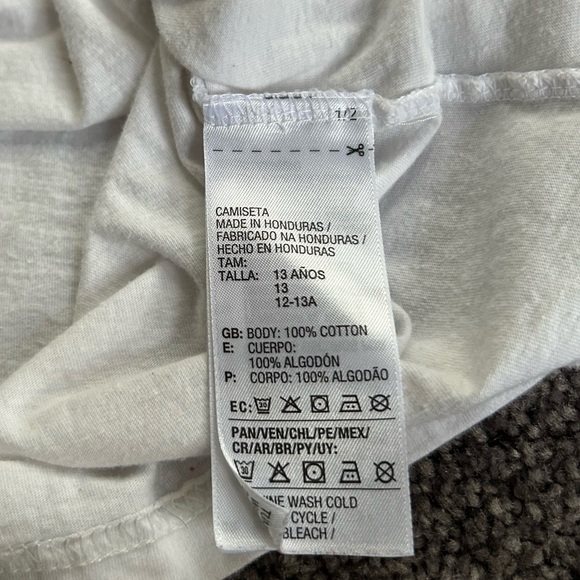 1/2
CAMISETA
MADE IN HONDURAS /
FABRICADO NA HONDURAS /
HECHO EN HONDURAS
TAM:
TALLA: 13 AÑOS
13
12-13A
GB: BODY: 100% COTTON
E: CUERPO:
100% ALGODÓN
P: CORPO: 100% ALGODÃO
EC: 30
PAN/VEN/CHL/PE/MEX/
CR/AR/BR/PY/UY:
30
WASH COLD
CYCLE /
BLEACH /